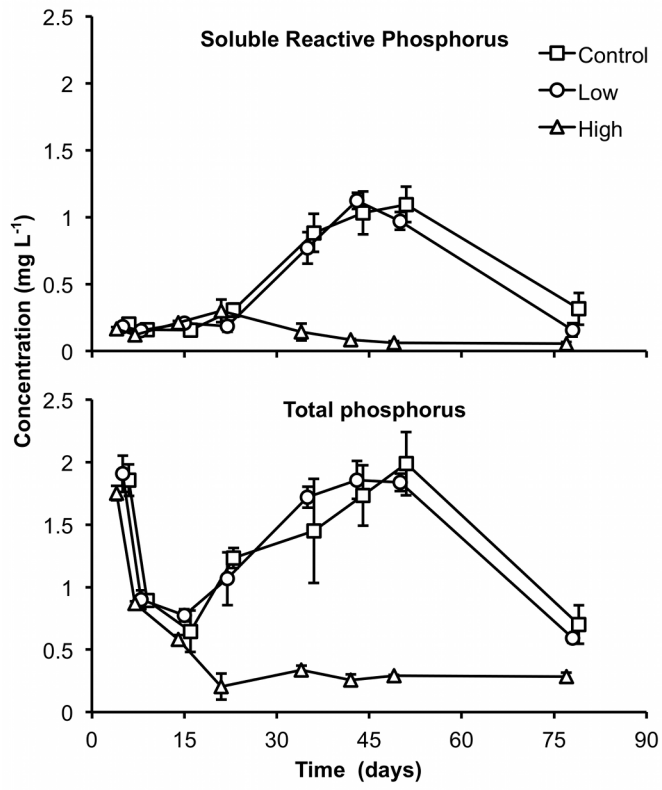 Soluble Reactive Phosphorus
Control
Low
High
2.5
2
1.5
1
0.5
0
Concentration (mg L⁻¹)
Total phosphorus
2.5
2
1.5
1
0.5
0
0 15 30 45 60 75 90
Time (days)